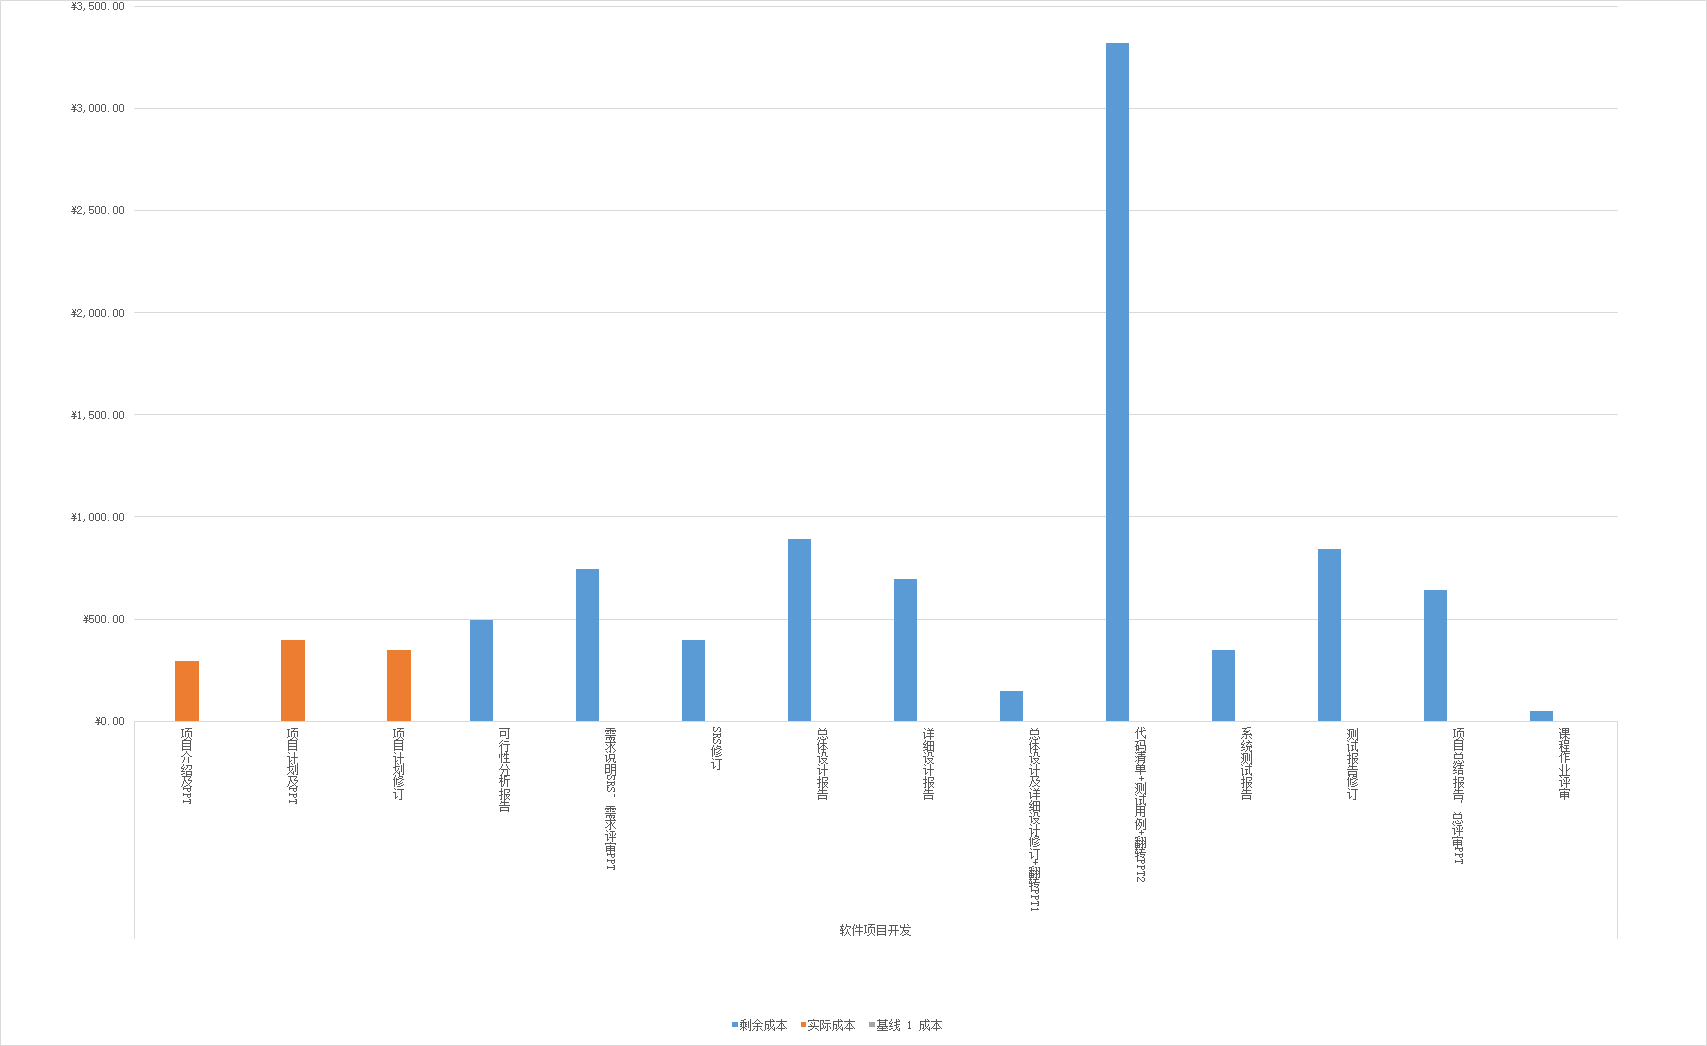 ¥3,500.00
¥3,000.00
¥2,500.00
¥2,000.00
¥1,500.00
¥1,000.00
¥500.00
¥0.00
项目介绍及PPT
项目计划及PPT
项目计划修订
可行性分析报告
需求说明SRS、需求评审PPT
SRS修订
总体设计报告
详细设计报告
总体设计及详细设计修订+翻转PPT1
代码清单+测试用例+翻转PPT2
系统测试报告
测试报告修订
项目总结报告，总评审PPT
课程作业评审
软件项目开发
剩余成本 实际成本 基线 1 成本